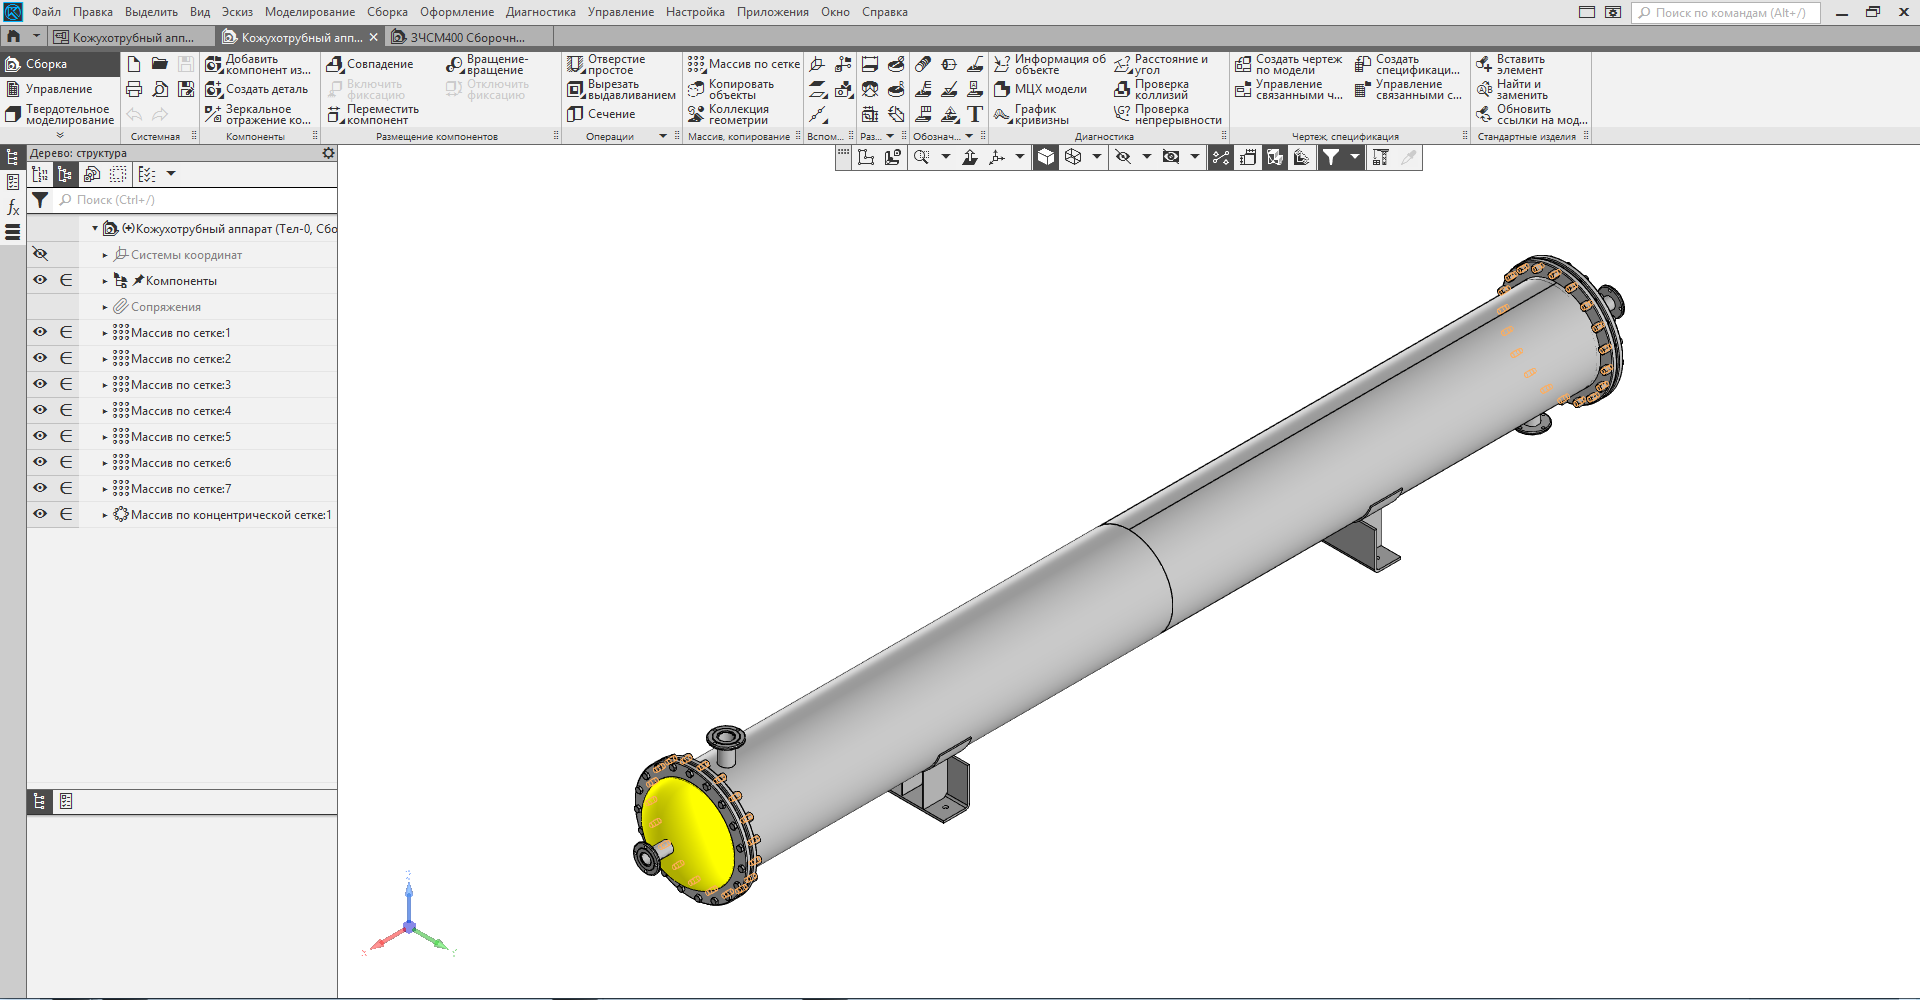 Файл Правка Выделить Вид Эскиз Моделирование Сборка Оформление Диагностика Управление Настройка Приложения Окно Справка
Поиск по командам (Alt+/)
Кожухотрубный апп...
Кожухотрубный апп...
ЗЧСМ400 Сборочн...
Сборка
Управление
Твердотельное
моделирование
Системная
Добавить
компонент из...
Создать деталь
Зеркальное
отражение ко...
Компоненты
Совпадение
Включить
фиксацию
Переместить
компонент
Вращение-
вращение
Отключить
фиксацию
Размещение компонентов
Отверстие
простое
Вырезать
выдавливанием
Сечение
Операции
Массив по сетке
Копировать
объекты
Коллекция
геометрии
Массив, копирование
Вспом...
Раз...
Обознач...
Информация об
объекте
МЦХ модели
График
кривизны
Расстояние и
угол
Проверка
коллизий
Проверка
непрерывности
Диагностика
Создать чертеж
по модели
Управление
связанными ч...
Создать
спецификаци...
Управление
связанными с...
Чертеж, спецификация
Вставить
элемент
Найти и
заменить
Обновить
ссылки на мод...
Стандартные изделия
Дерево: структура
Поиск (Ctrl+/)
(+)Кожухотрубный аппарат (Тел-0, Сбо
Системы координат
Компоненты
Сопряжения
Массив по сетке:1
Массив по сетке:2
Массив по сетке:3
Массив по сетке:4
Массив по сетке:5
Массив по сетке:6
Массив по сетке:7
Массив по концентрической сетке:1